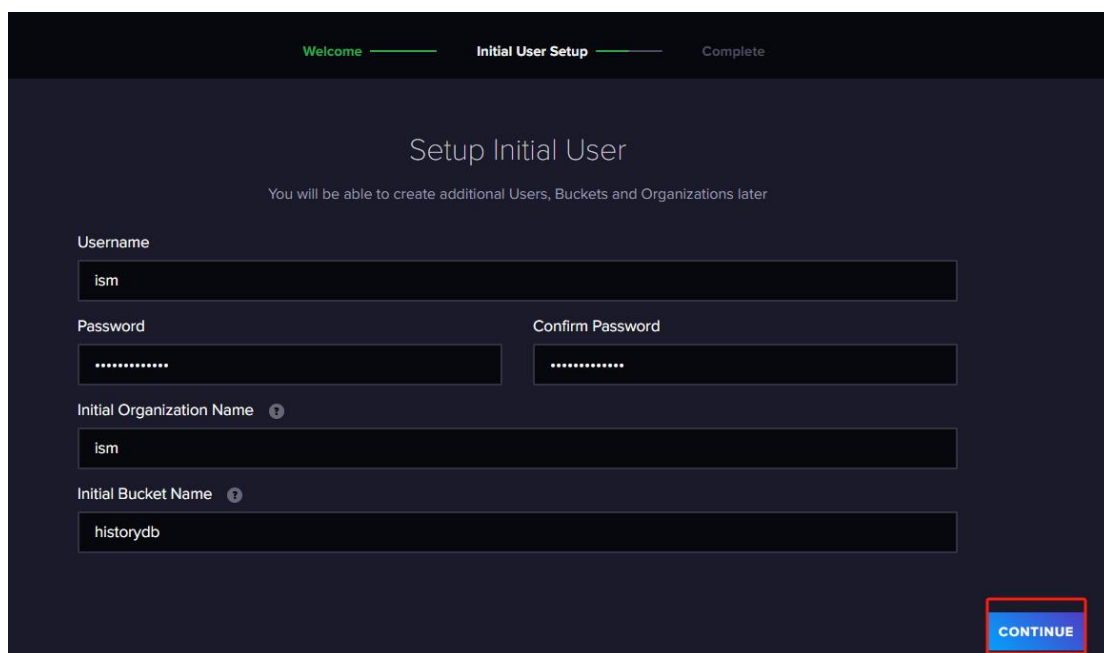 Welcome Initial User Setup Complete
Setup Initial User
You will be able to create additional Users, Buckets and Organizations later
Username
ism
Password Confirm Password
••••••••••••• •••••••••••••
Initial Organization Name ?
ism
Initial Bucket Name ?
historydb
CONTINUE